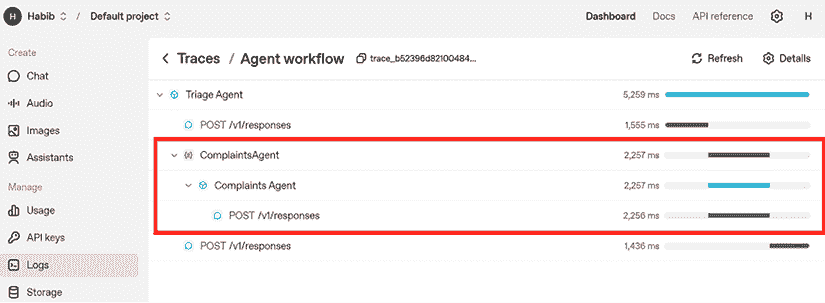 H Habib / Default project Dashboard Docs API reference H
Create
Chat
Audio
Images
Assistants
Manage
Usage
API keys
Logs
Storage
Traces / Agent workflow trace_b52396d82100484... Refresh Details
Triage Agent 5,259 ms
POST /v1/responses 1,555 ms
ComplaintsAgent 2,257 ms
Complaints Agent 2,257 ms
POST /v1/responses 2,256 ms
POST /v1/responses 1,436 ms